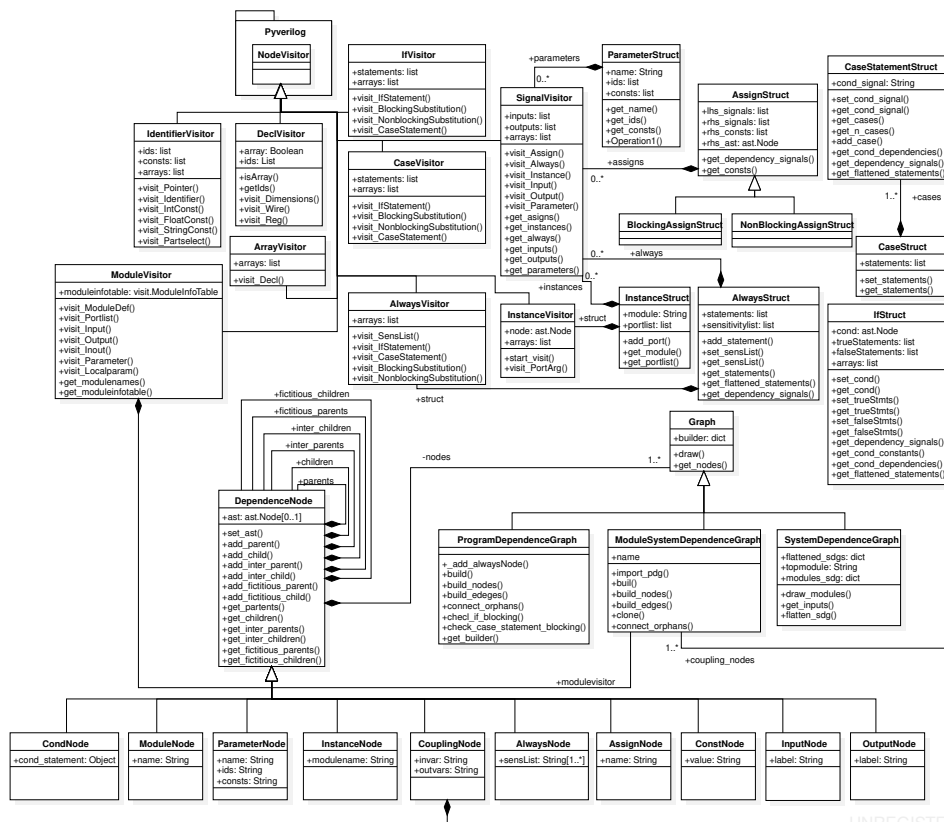 Pyverilog
NodeVisitor
IdentifierVisitor
+ids: list
+consts: list
+arrays: list
+visit_Pointer()
+visit_Identifier()
+visit_IntConst()
+visit_FloatConst()
+visit_StringConst()
+visit_Partselect()
DeclVisitor
+array: Boolean
+ids: List
+isArray()
+getIds()
+visit_Dimensions()
+visit_Wire()
+visit_Reg()
ArrayVisitor
+arrays: list
+visit_Decl()
ModuleVisitor
+moduleinfotable: visit.ModuleInfoTable
+visit_ModuleDef()
+visit_Portlist()
+visit_Input()
+visit_Output()
+visit_Inout()
+visit_Parameter()
+visit_Localparam()
+get_modulenames()
+get_moduleinfotable()
IfVisitor
+statements: list
+arrays: list
+visit_IfStatement()
+visit_BlockingSubstitution()
+visit_NonblockingSubstitution()
+visit_CaseStatement()
CaseVisitor
+statements: list
+arrays: list
+visit_IfStatement()
+visit_BlockingSubstitution()
+visit_NonblockingSubstitution()
+visit_CaseStatement()
AlwaysVisitor
+arrays: list
+visit_SensList()
+visit_IfStatement()
+visit_CaseStatement()
+visit_BlockingSubstitution()
+visit_NonblockingSubstitution()
SignalVisitor
+inputs: list
+outputs: list
+arrays: list
+visit_Assign()
+visit_Always()
+visit_Instance()
+visit_Input()
+visit_Output()
+visit_Parameter()
+get_asigns()
+get_instances()
+get_always()
+get_inputs()
+get_outputs()
+get_parameters()
InstanceVisitor
+node: ast.Node
+arrays: list
+start_visit()
+visit_PortArg()
+parameters
0..*
+assigns
0..*
0..*
+always
0..*
+instances
+struct
+struct
ParameterStruct
+name: String
+ids: list
+consts: list
+get_name()
+get_ids()
+get_consts()
+Operation1()
AssignStruct
+lhs_signals: list
+rhs_signals: list
+rhs_consts: list
+rhs_ast: ast.Node
+get_dependency_signals()
+get_consts()
BlockingAssignStruct
NonBlockingAssignStruct
InstanceStruct
+module: String
+portlist: list
+add_port()
+get_module()
+get_portlist()
AlwaysStruct
+statements: list
+sensitivitylist: list
+add_statement()
+set_sensList()
+get_sensList()
+get_statements()
+get_flattened_statements()
+get_dependency_signals()
CaseStatementStruct
+cond_signal: String
+set_cond_signal()
+get_cond_signal()
+get_cases()
+get_n_cases()
+add_case()
+get_cond_dependencies()
+get_dependency_signals()
+get_flattened_statements()
1..*
+cases
CaseStruct
+statements: list
+set_statements()
+get_statements()
IfStruct
+cond: ast.Node
+trueStatements: list
+falseStatements: list
+arrays: list
+set_cond()
+get_cond()
+set_trueStmts()
+get_trueStmts()
+set_falseStmts()
+get_falseStmts()
+get_dependency_signals()
+get_cond_constants()
+get_cond_dependencies()
+get_flattened_statements()
+fictitious_children
+fictitious_parents
+inter_children
+inter_parents
+children
+parents
DependenceNode
+ast: ast.Node[0..1]
+set_ast()
+add_parent()
+add_child()
+add_inter_parent()
+add_inter_child()
+add_fictitious_parent()
+add_fictitious_child()
+get_partents()
+get_children()
+get_inter_parents()
+get_inter_children()
+get_fictitious_parents()
+get_fictitious_children()
-nodes
1..*
Graph
+builder: dict
+draw()
+get_nodes()
ProgramDependenceGraph
+_add_alwaysNode()
+build()
+build_nodes()
+build_edeges()
+connect_orphans()
+checl_if_blocking()
+check_case_statement_blocking()
+get_builder()
ModuleSystemDependenceGraph
+name
+import_pdg()
+buil()
+build_nodes()
+build_edges()
+clone()
+connect_orphans()
SystemDependenceGraph
+flattened_sdgs: dict
+topmodule: String
+modules_sdg: dict
+draw_modules()
+get_inputs()
+flatten_sdg()
1..*
+coupling_nodes
+modulevisitor
CondNode
+cond_statement: Object
ModuleNode
+name: String
ParameterNode
+name: String
+ids: String
+consts: String
InstanceNode
+modulename: String
CouplingNode
+invar: String
+outvars: String
AlwaysNode
+sensList: String[1..*]
AssignNode
+name: String
ConstNode
+value: String
InputNode
+label: String
OutputNode
+label: String